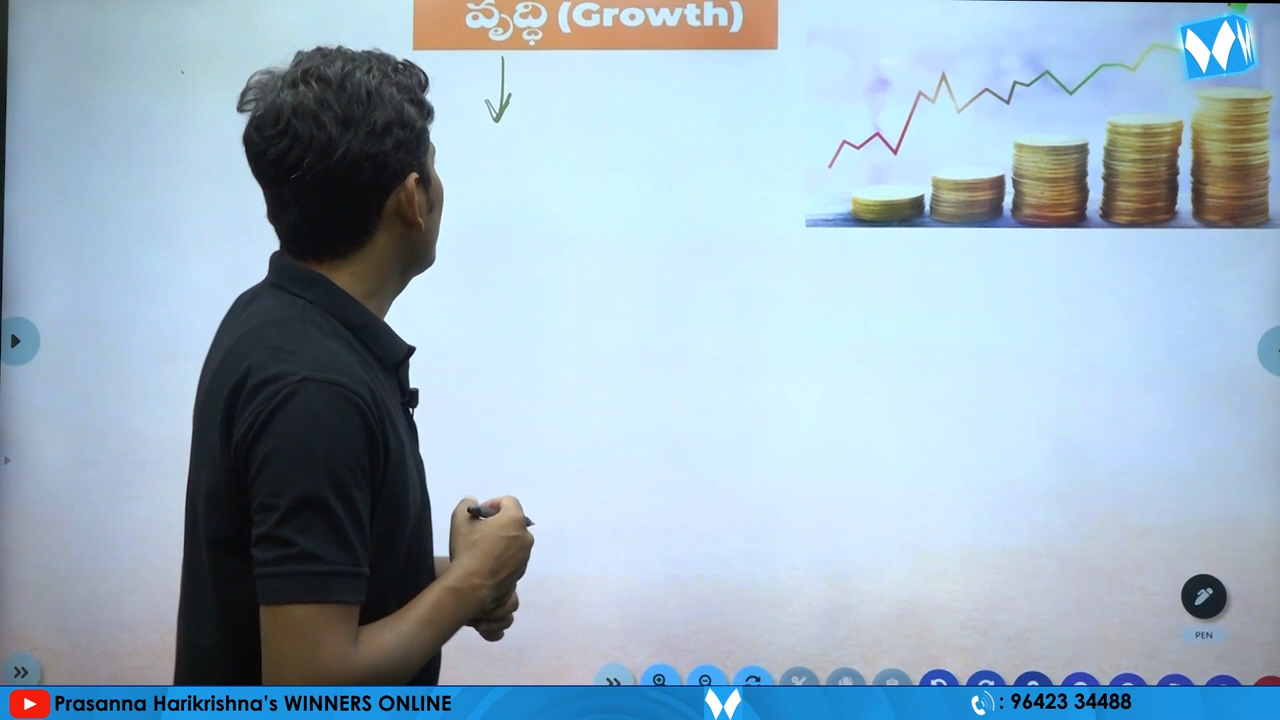 వృద్ధి (Growth)
PEN
Prasanna Harikrishna's WINNERS ONLINE
: 96423 34488